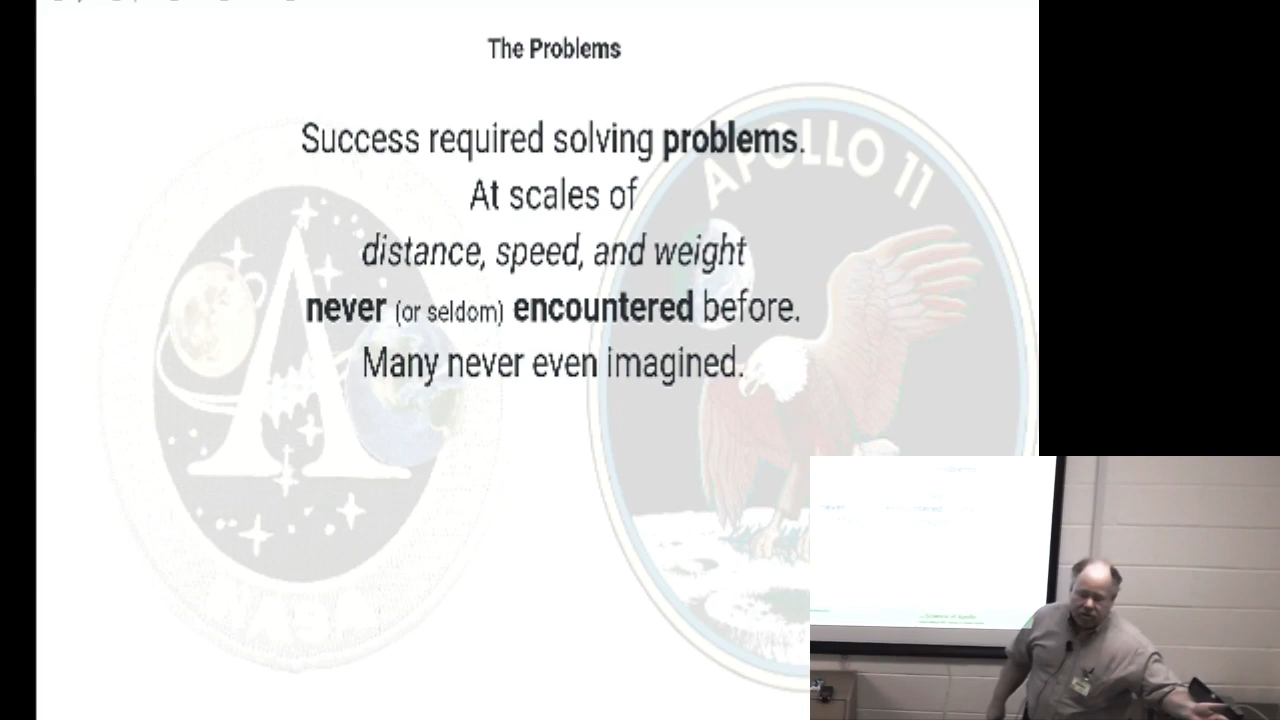 The Problems
Success required solving problems.
At scales of
distance, speed, and weight
never (or seldom) encountered before.
Many never even imagined.
APOLLO 11